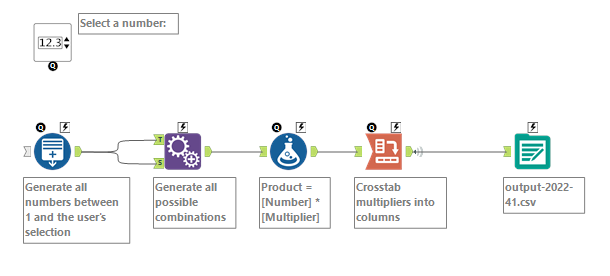 Select a number:
12.3
Q
Q
Q
Q
T
S
Generate all
numbers between
1 and the user's
selection
Generate all
possible
combinations
Product =
[Number] *
[Multiplier]
Crosstab
multipliers into
columns
output-2022-
41.csv